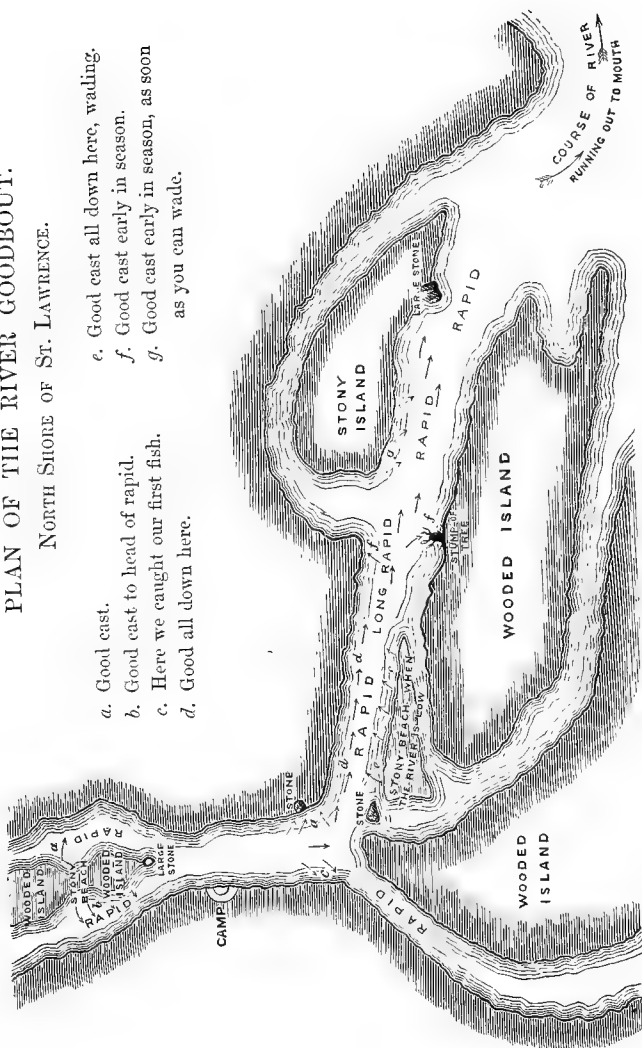 PLAN OF THE RIVER GOODBOUT.
NORTH SHORE OF ST. LAWRENCE.
a. Good cast.
b. Good cast to head of rapid.
c. Here we caught our first fish.
d. Good all down here.
e. Good cast all down here, wading.
f. Good cast early in season.
g. Good cast early in season, as soon
as you can wade.
WOODED
ISLAND
STONY
BEACH
a
RAPID
b
WOODED
ISLAND
RAPID
LARGE
STONE
CAMP
STONE
d
c
STONE
RAPID
WOODED
ISLAND
d
d
RAPID
e
e
STONY BEACH WHEN
THE RIVER IS LOW
LONG RAPID
f
f
STUMP OF
TREE
WOODED ISLAND
g
RAPID
STONY
ISLAND
LARGE STONE
RAPID
COURSE OF RIVER
RUNNING OUT TO MOUTH